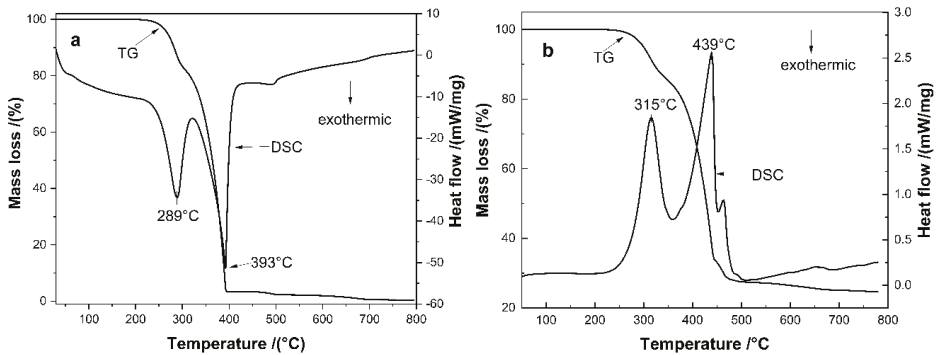 a
TG
289°C
393°C
DSC
exothermic
Mass loss /(%)
100
80
60
40
20
0
Heat flow /(mW/mg)
10
0
-10
-20
-30
-40
-50
-60
100 200 300 400 500 600 700 800
Temperature /(°C)
b
TG
315°C
439°C
DSC
exothermic
Mass loss /(%)
100
80
60
40
20
Heat flow /(mW/mg)
3.0
2.5
2.0
1.5
1.0
0.5
0.0
100 200 300 400 500 600 700 800
Temperature /°C